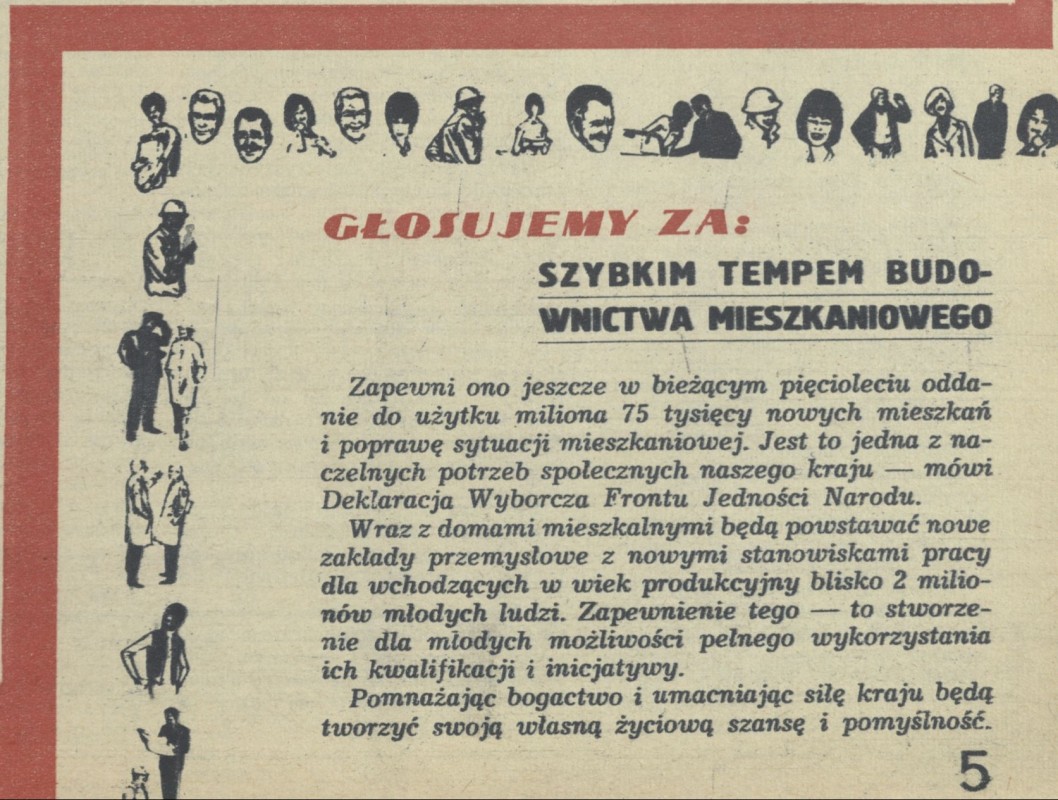 GŁOSUJEMY ZA:
SZYBKIM TEMPEM BUDO-
WNICTWA MIESZKANIOWEGO
Zapewni ono jeszcze w bieżącym pięcioleciu odda-
nie do użytku miliona 75 tysięcy nowych mieszkań
i poprawę sytuacji mieszkaniowej. Jest to jedna z na-
czelnych potrzeb społecznych naszego kraju — mówi
Deklaracja Wyborcza Frontu Jedności Narodu.
Wraz z domami mieszkalnymi będą powstawać nowe
zakłady przemysłowe z nowymi stanowiskami pracy
dla wchodzących w wiek produkcyjny blisko 2 milio-
nów młodych ludzi. Zapewnienie tego — to stworze-
nie dla młodych możliwości pełnego wykorzystania
ich kwalifikacji i inicjatywy.
Pomnażając bogactwo i umacniając siłę kraju będą
tworzyć swoją własną życiową szansę i pomyślność.
5